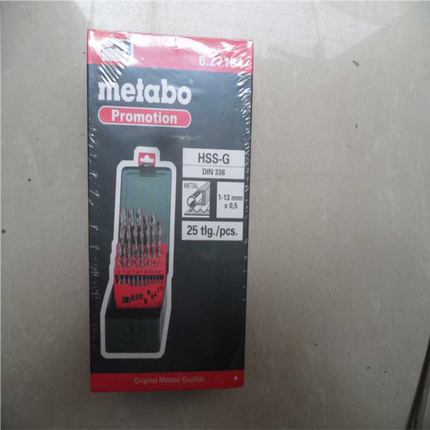 metabo
Promotion
HSS-G
DIN 338
METAL
1-13 mm
x 0,5
25 tlg./pcs.
Original Metabo Qualität